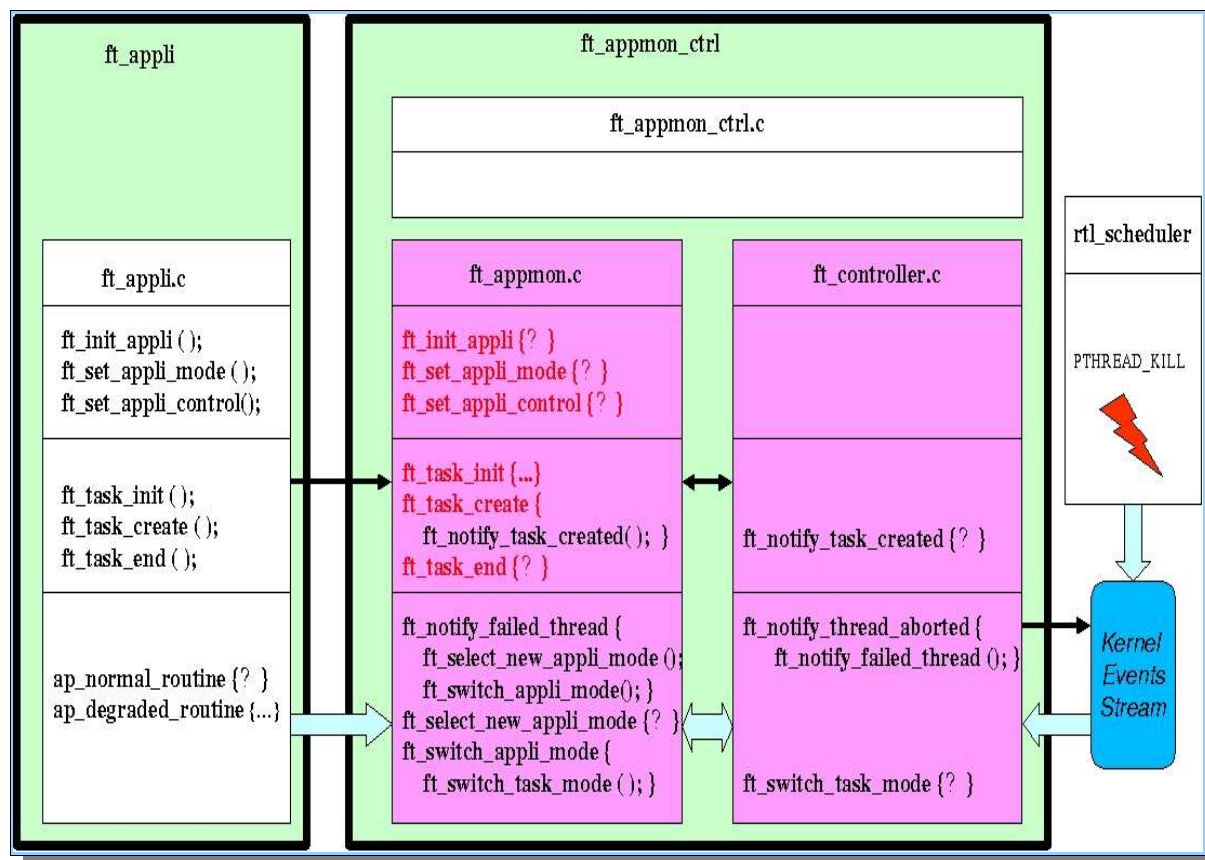 ft_appli
ft_appmon_ctrl
ft_appmon_ctrl.c
rtl_scheduler
PTHREAD_KILL
ft_appli.c
ft_init_appli ( );
ft_set_appli_mode ( );
ft_set_appli_control();
ft_task_init ( );
ft_task_create ( );
ft_task_end ( );
ap_normal_routine {? }
ap_degraded_routine {...}
ft_appmon.c
ft_init_appli {? }
ft_set_appli_mode {? }
ft_set_appli_control {? }
ft_task_init {...}
ft_task_create {
ft_notify_task_created(); }
ft_task_end {? }
ft_notify_failed_thread {
ft_select_new_appli_mode ();
ft_switch_appli_mode(); }
ft_select_new_appli_mode {? }
ft_switch_appli_mode {
ft_switch_task_mode ( ); }
ft_controller.c
ft_notify_task_created {? }
ft_notify_thread_aborted {
ft_notify_failed_thread (); }
ft_switch_task_mode {? }
Kernel
Events
Stream